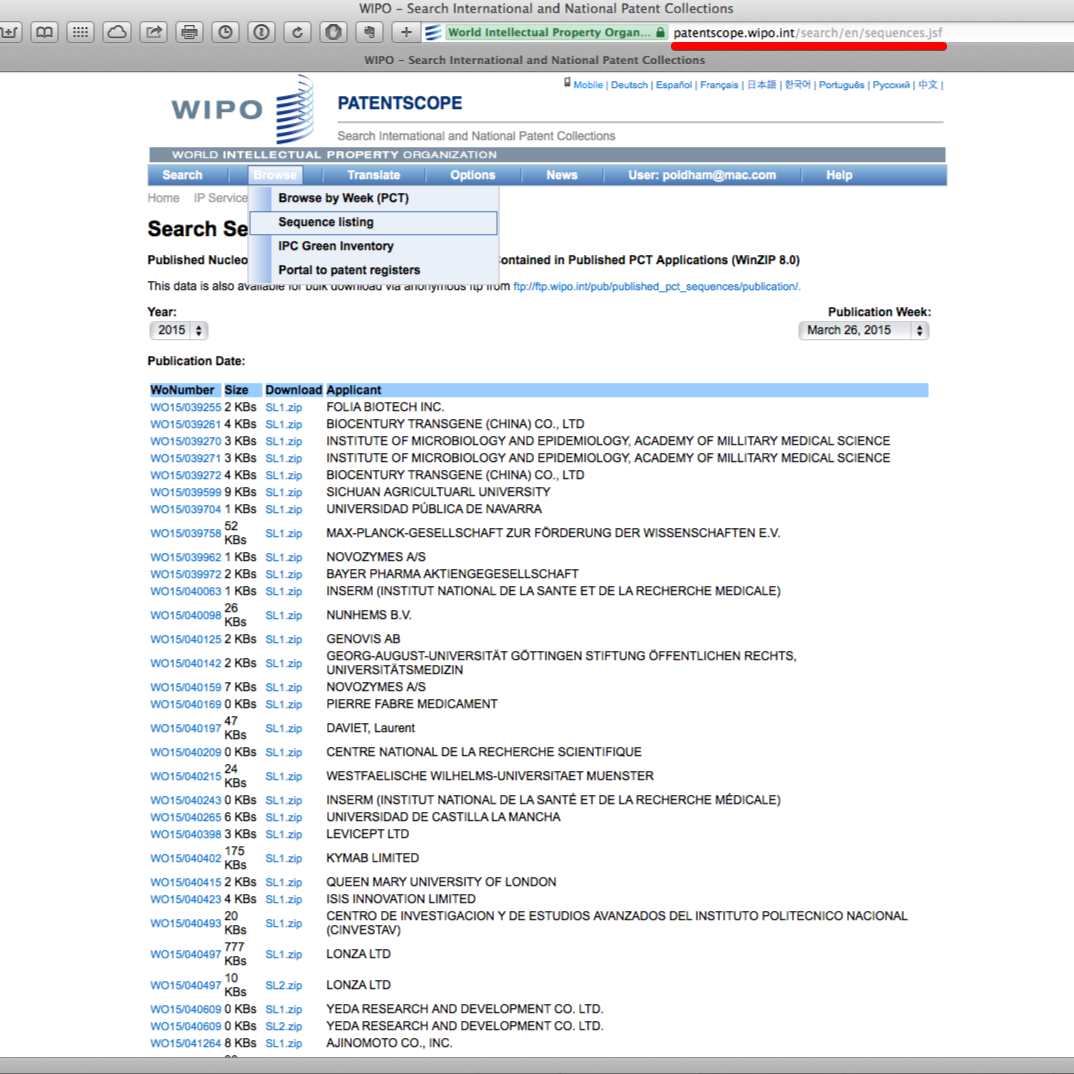 WIPO – Search International and National Patent Collections
World Intellectual Property Organ... patentscope.wipo.int/search/en/sequences.jsf
WIPO – Search International and National Patent Collections
Mobile | Deutsch | Español | Français | 日本語 | 한국어 | Português | Русский | 中文 |
WIPO
PATENTSCOPE
Search International and National Patent Collections
WORLD INTELLECTUAL PROPERTY ORGANIZATION
Search Browse Translate Options News User: poldham@mac.com Help
Home IP Service
Browse by Week (PCT)
Search Se
Sequence listing
IPC Green Inventory
Published Nucleo ontained in Published PCT Applications (WinZIP 8.0)
Portal to patent registers
This data is also available for bulk download via anonymous ftp from ftp://ftp.wipo.int/pub/published_pct_sequences/publication/.
Year: Publication Week:
2015 March 26, 2015
Publication Date:
WoNumber Size Download Applicant
WO15/039255 2 KBs SL1.zip FOLIA BIOTECH INC.
WO15/039261 4 KBs SL1.zip BIOCENTURY TRANSGENE (CHINA) CO., LTD
WO15/039270 3 KBs SL1.zip INSTITUTE OF MICROBIOLOGY AND EPIDEMIOLOGY, ACADEMY OF MILLITARY MEDICAL SCIENCE
WO15/039271 3 KBs SL1.zip INSTITUTE OF MICROBIOLOGY AND EPIDEMIOLOGY, ACADEMY OF MILLITARY MEDICAL SCIENCE
WO15/039272 4 KBs SL1.zip BIOCENTURY TRANSGENE (CHINA) CO., LTD
WO15/039599 9 KBs SL1.zip SICHUAN AGRICULTUARL UNIVERSITY
WO15/039704 1 KBs SL1.zip UNIVERSIDAD PÚBLICA DE NAVARRA
WO15/039758 52 KBs SL1.zip MAX-PLANCK-GESELLSCHAFT ZUR FÖRDERUNG DER WISSENSCHAFTEN E.V.
WO15/039962 1 KBs SL1.zip NOVOZYMES A/S
WO15/039972 2 KBs SL1.zip BAYER PHARMA AKTIENGEGESELLSCHAFT
WO15/040063 1 KBs SL1.zip INSERM (INSTITUT NATIONAL DE LA SANTE ET DE LA RECHERCHE MEDICALE)
WO15/040098 26 KBs SL1.zip NUNHEMS B.V.
WO15/040125 2 KBs SL1.zip GENOVIS AB
WO15/040142 2 KBs SL1.zip GEORG-AUGUST-UNIVERSITÄT GÖTTINGEN STIFTUNG ÖFFENTLICHEN RECHTS,
UNIVERSITÄTSMEDIZIN
WO15/040159 7 KBs SL1.zip NOVOZYMES A/S
WO15/040169 0 KBs SL1.zip PIERRE FABRE MEDICAMENT
WO15/040197 47 KBs SL1.zip DAVIET, Laurent
WO15/040209 0 KBs SL1.zip CENTRE NATIONAL DE LA RECHERCHE SCIENTIFIQUE
WO15/040215 24 KBs SL1.zip WESTFAELISCHE WILHELMS-UNIVERSITAET MUENSTER
WO15/040243 0 KBs SL1.zip INSERM (INSTITUT NATIONAL DE LA SANTÉ ET DE LA RECHERCHE MÉDICALE)
WO15/040265 6 KBs SL1.zip UNIVERSIDAD DE CASTILLA LA MANCHA
WO15/040398 3 KBs SL1.zip LEVICEPT LTD
WO15/040402 175 KBs SL1.zip KYMAB LIMITED
WO15/040415 2 KBs SL1.zip QUEEN MARY UNIVERSITY OF LONDON
WO15/040423 4 KBs SL1.zip ISIS INNOVATION LIMITED
WO15/040493 20 KBs SL1.zip CENTRO DE INVESTIGACION Y DE ESTUDIOS AVANZADOS DEL INSTITUTO POLITECNICO NACIONAL
(CINVESTAV)
WO15/040497 777 KBs SL1.zip LONZA LTD
WO15/040497 10 KBs SL2.zip LONZA LTD
WO15/040609 0 KBs SL1.zip YEDA RESEARCH AND DEVELOPMENT CO. LTD.
WO15/040609 0 KBs SL2.zip YEDA RESEARCH AND DEVELOPMENT CO. LTD.
WO15/041264 8 KBs SL1.zip AJINOMOTO CO., INC.